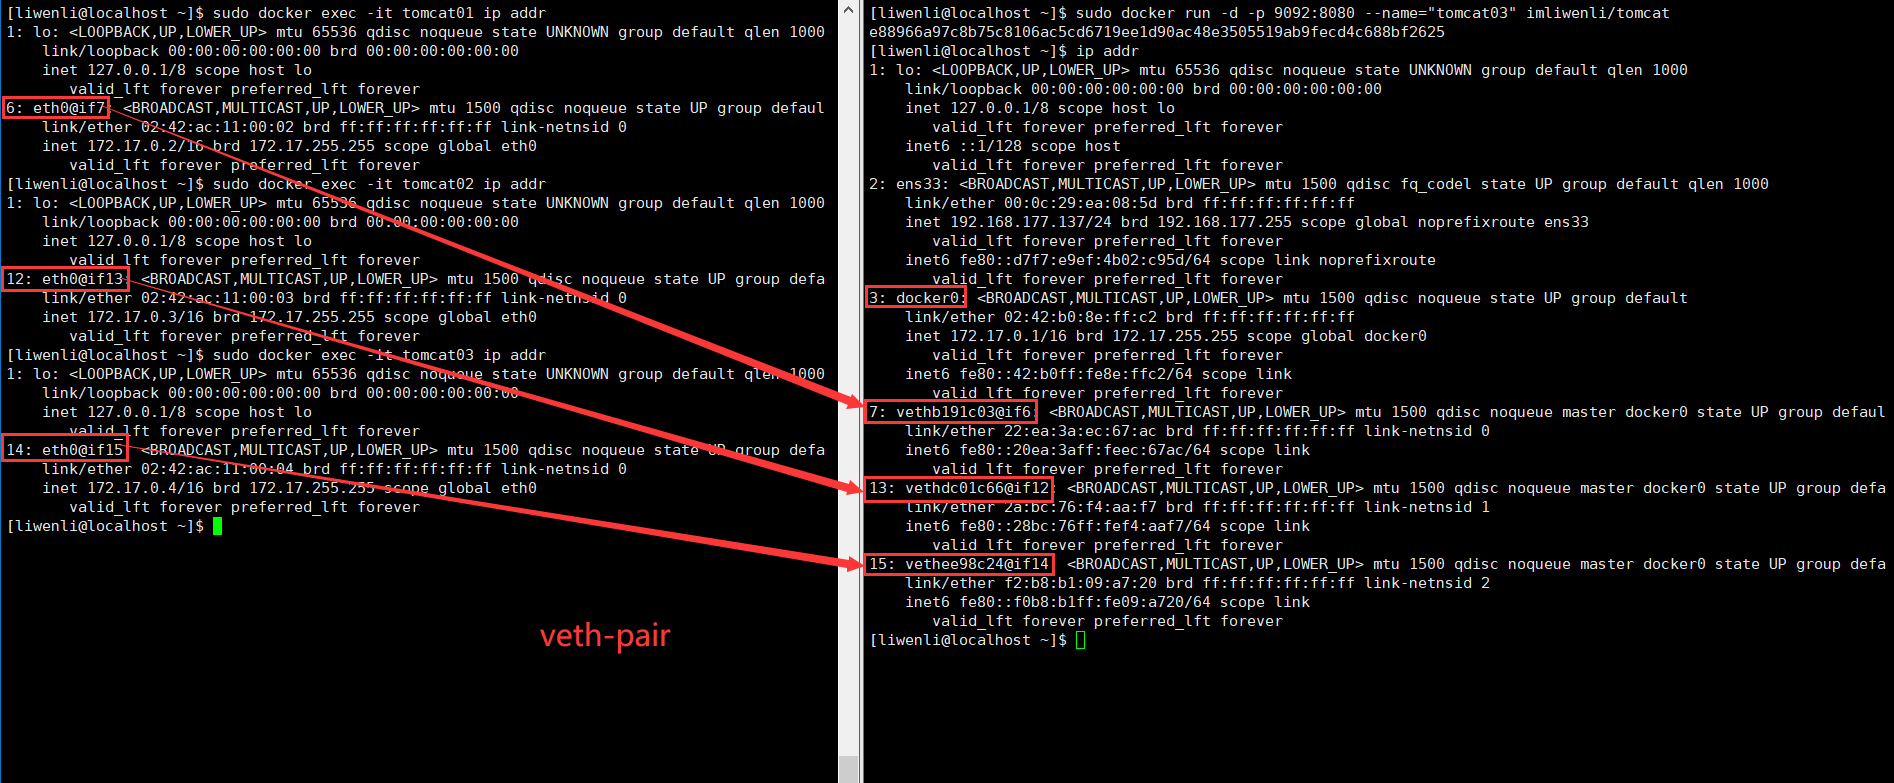 [liwenli@localhost ~]$ sudo docker exec -it tomcat01 ip addr
1: lo: <LOOPBACK,UP,LOWER_UP> mtu 65536 qdisc noqueue state UNKNOWN group default qlen 1000
link/loopback 00:00:00:00:00:00 brd 00:00:00:00:00:00
inet 127.0.0.1/8 scope host lo
valid_lft forever preferred_lft forever
6: eth0@if7: <BROADCAST,MULTICAST,UP,LOWER_UP> mtu 1500 qdisc noqueue state UP group defaul
link/ether 02:42:ac:11:00:02 brd ff:ff:ff:ff:ff:ff link-netnsid 0
inet 172.17.0.2/16 brd 172.17.255.255 scope global eth0
valid_lft forever preferred_lft forever
[liwenli@localhost ~]$ sudo docker exec -it tomcat02 ip addr
1: lo: <LOOPBACK,UP,LOWER_UP> mtu 65536 qdisc noqueue state UNKNOWN group default qlen 1000
link/loopback 00:00:00:00:00:00 brd 00:00:00:00:00:00
inet 127.0.0.1/8 scope host lo
valid_lft forever preferred_lft forever
12: eth0@if13: <BROADCAST,MULTICAST,UP,LOWER_UP> mtu 1500 qdisc noqueue state UP group defa
link/ether 02:42:ac:11:00:03 brd ff:ff:ff:ff:ff:ff link-netnsid 0
inet 172.17.0.3/16 brd 172.17.255.255 scope global eth0
valid_lft forever preferred_lft forever
[liwenli@localhost ~]$ sudo docker exec -it tomcat03 ip addr
1: lo: <LOOPBACK,UP,LOWER_UP> mtu 65536 qdisc noqueue state UNKNOWN group default qlen 1000
link/loopback 00:00:00:00:00:00 brd 00:00:00:00:00:00
inet 127.0.0.1/8 scope host lo
valid_lft forever preferred_lft forever
14: eth0@if15: <BROADCAST,MULTICAST,UP,LOWER_UP> mtu 1500 qdisc noqueue state UP group defa
link/ether 02:42:ac:11:00:04 brd ff:ff:ff:ff:ff:ff link-netnsid 0
inet 172.17.0.4/16 brd 172.17.255.255 scope global eth0
valid_lft forever preferred_lft forever
[liwenli@localhost ~]$
veth-pair
[liwenli@localhost ~]$ sudo docker run -d -p 9092:8080 --name="tomcat03" imliwenli/tomcat
e88966a97c8b75c8106ac5cd6719ee1d90ac48e3505519ab9fecd4c688bf2625
[liwenli@localhost ~]$ ip addr
1: lo: <LOOPBACK,UP,LOWER_UP> mtu 65536 qdisc noqueue state UNKNOWN group default qlen 1000
link/loopback 00:00:00:00:00:00 brd 00:00:00:00:00:00
inet 127.0.0.1/8 scope host lo
valid_lft forever preferred_lft forever
inet6 ::1/128 scope host
valid_lft forever preferred_lft forever
2: ens33: <BROADCAST,MULTICAST,UP,LOWER_UP> mtu 1500 qdisc fq_codel state UP group default qlen 1000
link/ether 00:0c:29:ea:08:5d brd ff:ff:ff:ff:ff:ff
inet 192.168.177.137/24 brd 192.168.177.255 scope global noprefixroute ens33
valid_lft forever preferred_lft forever
inet6 fe80::d7f7:e9ef:4b02:c95d/64 scope link noprefixroute
valid_lft forever preferred_lft forever
3: docker0: <BROADCAST,MULTICAST,UP,LOWER_UP> mtu 1500 qdisc noqueue state UP group default
link/ether 02:42:b0:8e:ff:c2 brd ff:ff:ff:ff:ff:ff
inet 172.17.0.1/16 brd 172.17.255.255 scope global docker0
valid_lft forever preferred_lft forever
inet6 fe80::42:b0ff:fe8e:ffc2/64 scope link
valid_lft forever preferred_lft forever
7: vethb191c03@if6: <BROADCAST,MULTICAST,UP,LOWER_UP> mtu 1500 qdisc noqueue master docker0 state UP group defaul
link/ether 22:ea:3a:ec:67:ac brd ff:ff:ff:ff:ff:ff link-netnsid 0
inet6 fe80::20ea:3aff:feec:67ac/64 scope link
valid_lft forever preferred_lft forever
13: vethdc01c66@if12: <BROADCAST,MULTICAST,UP,LOWER_UP> mtu 1500 qdisc noqueue master docker0 state UP group defa
link/ether 2a:bc:76:f4:aa:f7 brd ff:ff:ff:ff:ff:ff link-netnsid 1
inet6 fe80::28bc:76ff:fef4:aaf7/64 scope link
valid_lft forever preferred_lft forever
15: vethee98c24@if14: <BROADCAST,MULTICAST,UP,LOWER_UP> mtu 1500 qdisc noqueue master docker0 state UP group defa
link/ether f2:b8:b1:09:a7:20 brd ff:ff:ff:ff:ff:ff link-netnsid 2
inet6 fe80::f0b8:b1ff:fe09:a720/64 scope link
valid_lft forever preferred_lft forever
[liwenli@localhost ~]$